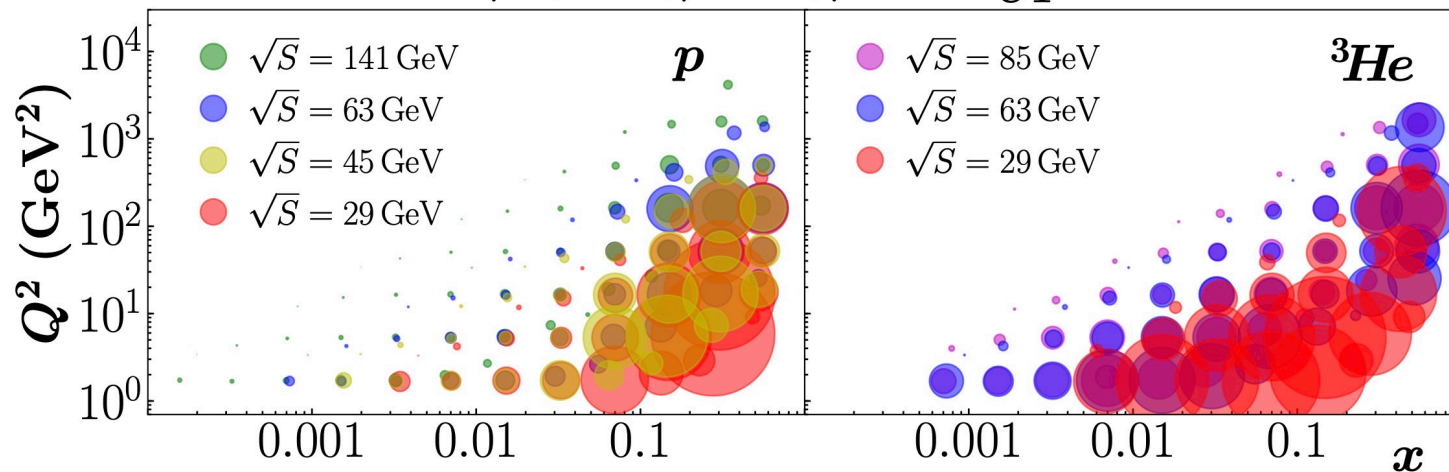 p
√S = 141 GeV
√S = 63 GeV
√S = 45 GeV
√S = 29 GeV
³He
√S = 85 GeV
√S = 63 GeV
√S = 29 GeV
Q² (GeV²)
10⁴
10³
10²
10¹
10⁰
0.001 0.01 0.1
0.001 0.01 0.1
x